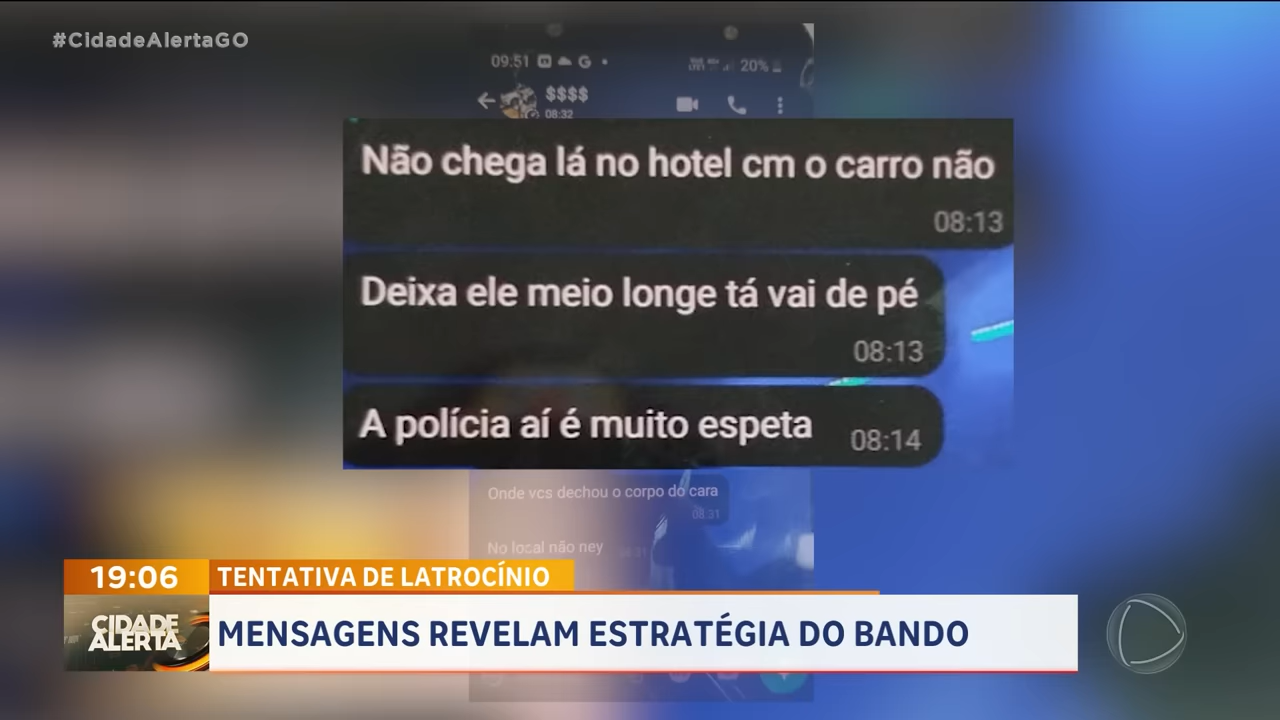 #CidadeAlertaGO
09:51
20%
$$$$
08:32
Não chega lá no hotel cm o carro não
08:13
Deixa ele meio longe tá vai de pé
08:13
A polícia aí é muito espeta
08:14
Onde vcs dechou o corpo do cara
08:31
No local não ney
19:06
TENTATIVA DE LATROCÍNIO
CIDADE
ALERTA
MENSAGENS REVELAM ESTRATÉGIA DO BANDO